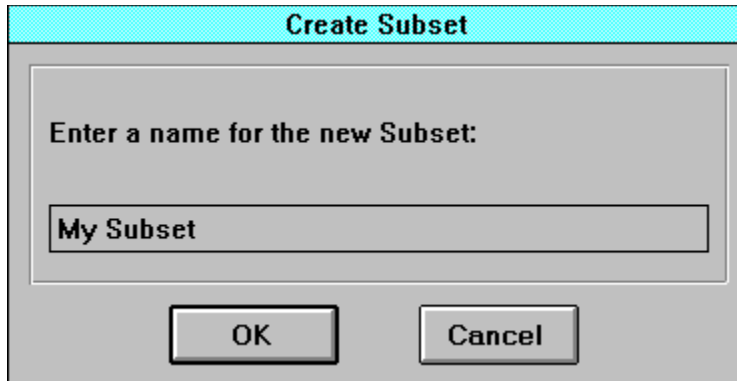 Create Subset
Enter a name for the new Subset:
My Subset
OK
Cancel